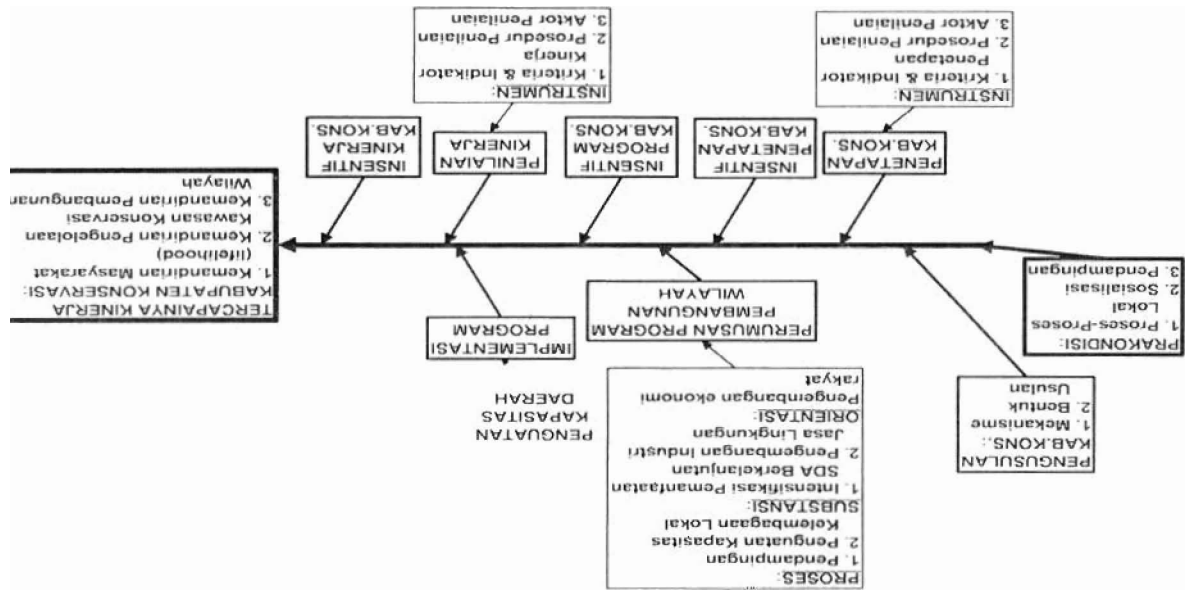 PENGUSULAN
KAB.KONS.:
1. Mekanisme
2. Bentuk
Usulan
PROSES:
1. Pendampingan
2. Penguatan Kapasitas
Kelembagaan Lokal
SUBSTANSI:
1. Intensifikasi Pemanfaatan
SDA Berkelanjutan
2. Pengembangan Industri
Jasa Lingkungan
ORIENTASI:
Pengembangan ekonomi
rakyat
PENGUATAN
KAPASITAS
DAERAH
PERUMUSAN PROGRAM
PEMBANGUNAN
WILAYAH
IMPLEMENTASI
PROGRAM
PRAKONDISI:
1. Proses-Proses
Lokal
2. Sosialisasi
3. Pendampingan
TERCAPAINYA KINERJA
KABUPATEN KONSERVASI:
1. Kemandirian Masyarakat
(lifelihood)
2. Kemandirian Pengelolaan
Kawasan Konservasi
3. Kemandirian Pembangunan
Wilayah
PENETAPAN
KAB.KONS.
INSENTIF
PENETAPAN
KAB.KONS.
INSENTIF
PROGRAM
KAB.KONS.
PENILAIAN
KINERJA
INSENTIF
KINERJA
KAB.KONS.
INSTRUMEN:
1. Kriteria & Indikator
Penetapan
2. Prosedur Penilaian
3. Aktor Penilaian
INSTRUMEN:
1. Kriteria & Indikator
Kinerja
2. Prosedur Penilaian
3. Aktor Penilaian